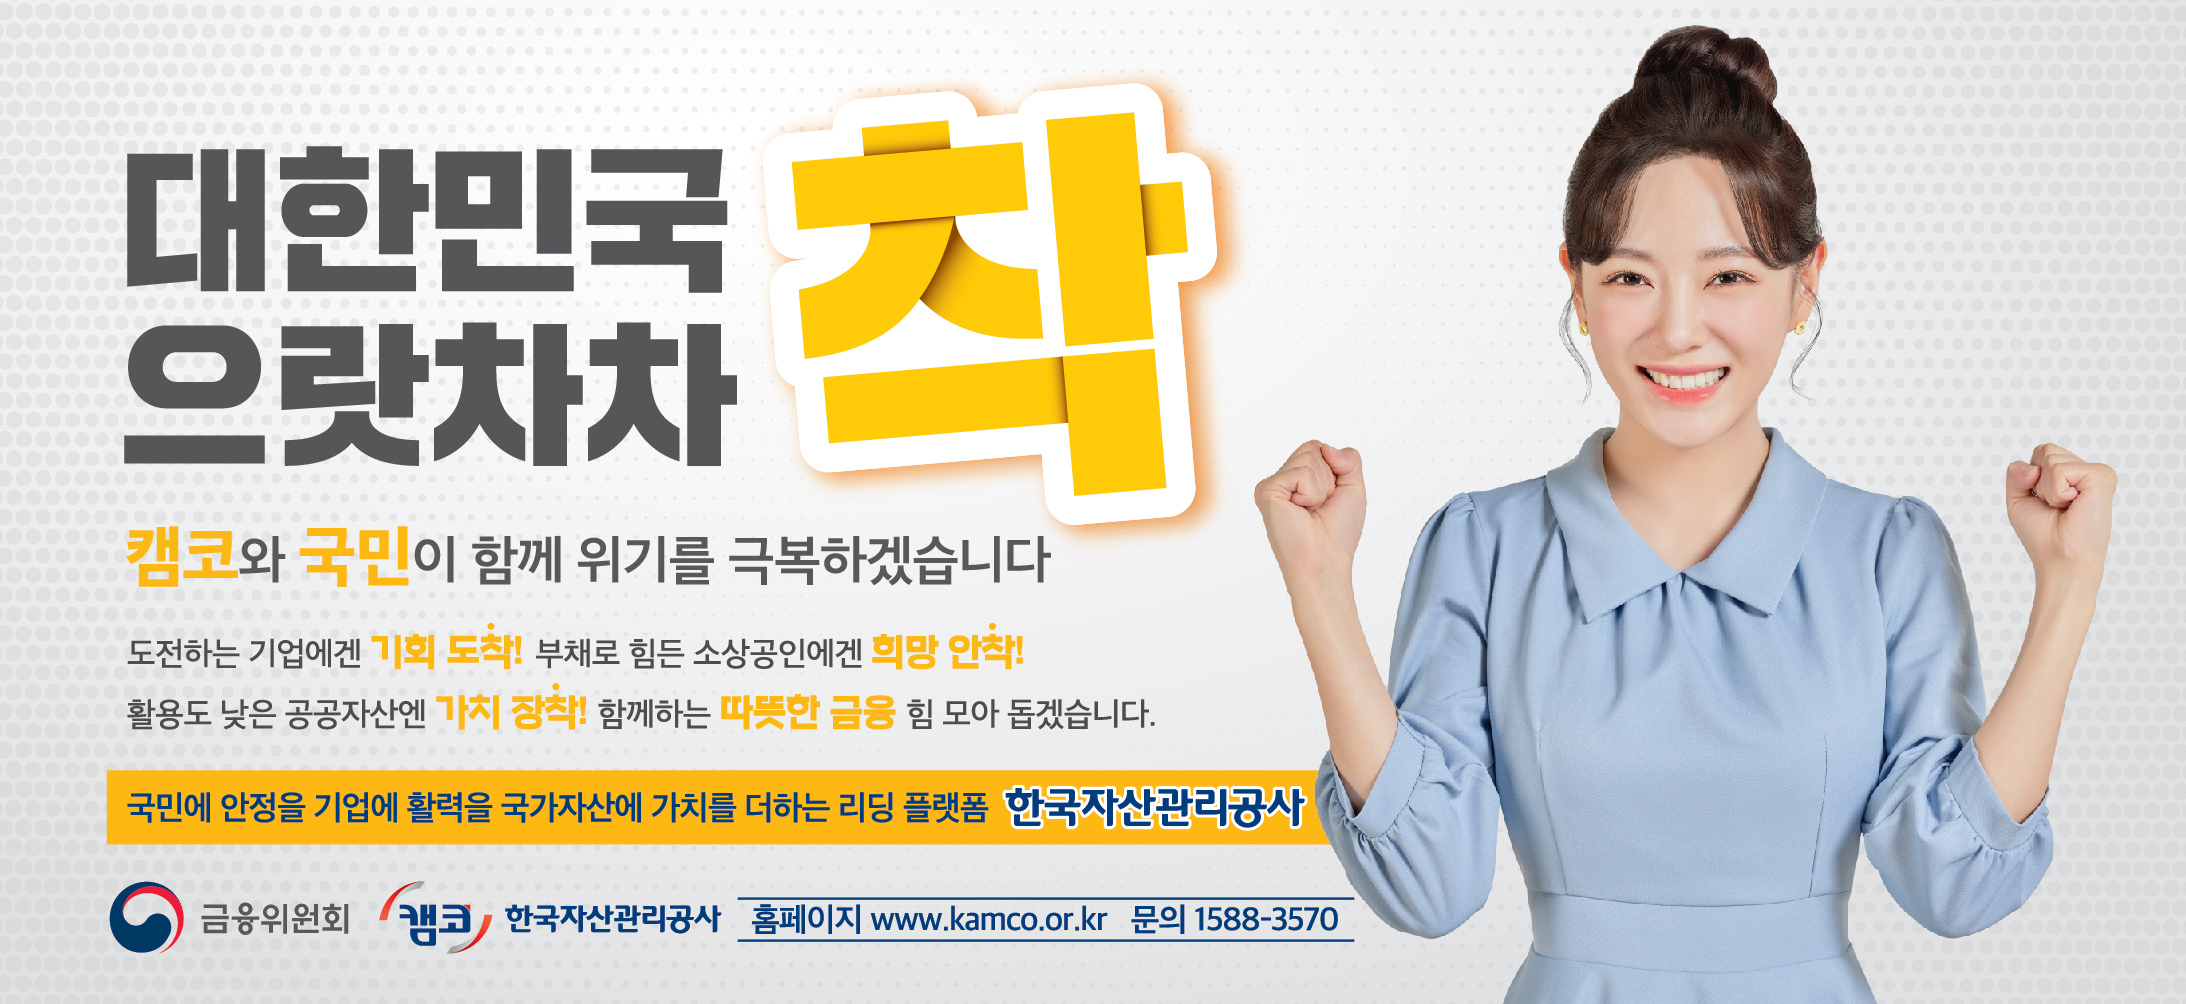 대한민국
으랏차차 착
캠코와 국민이 함께 위기를 극복하겠습니다
도전하는 기업에겐 기회 도착! 부채로 힘든 소상공인에겐 희망 안착!
활용도 낮은 공공자산엔 가치 장착! 함께하는 따뜻한 금융 힘 모아 돕겠습니다.
국민에 안정을 기업에 활력을 국가자산에 가치를 더하는 리딩 플랫폼 한국자산관리공사
금융위원회 캠코 한국자산관리공사 홈페이지 www.kamco.or.kr 문의 1588-3570